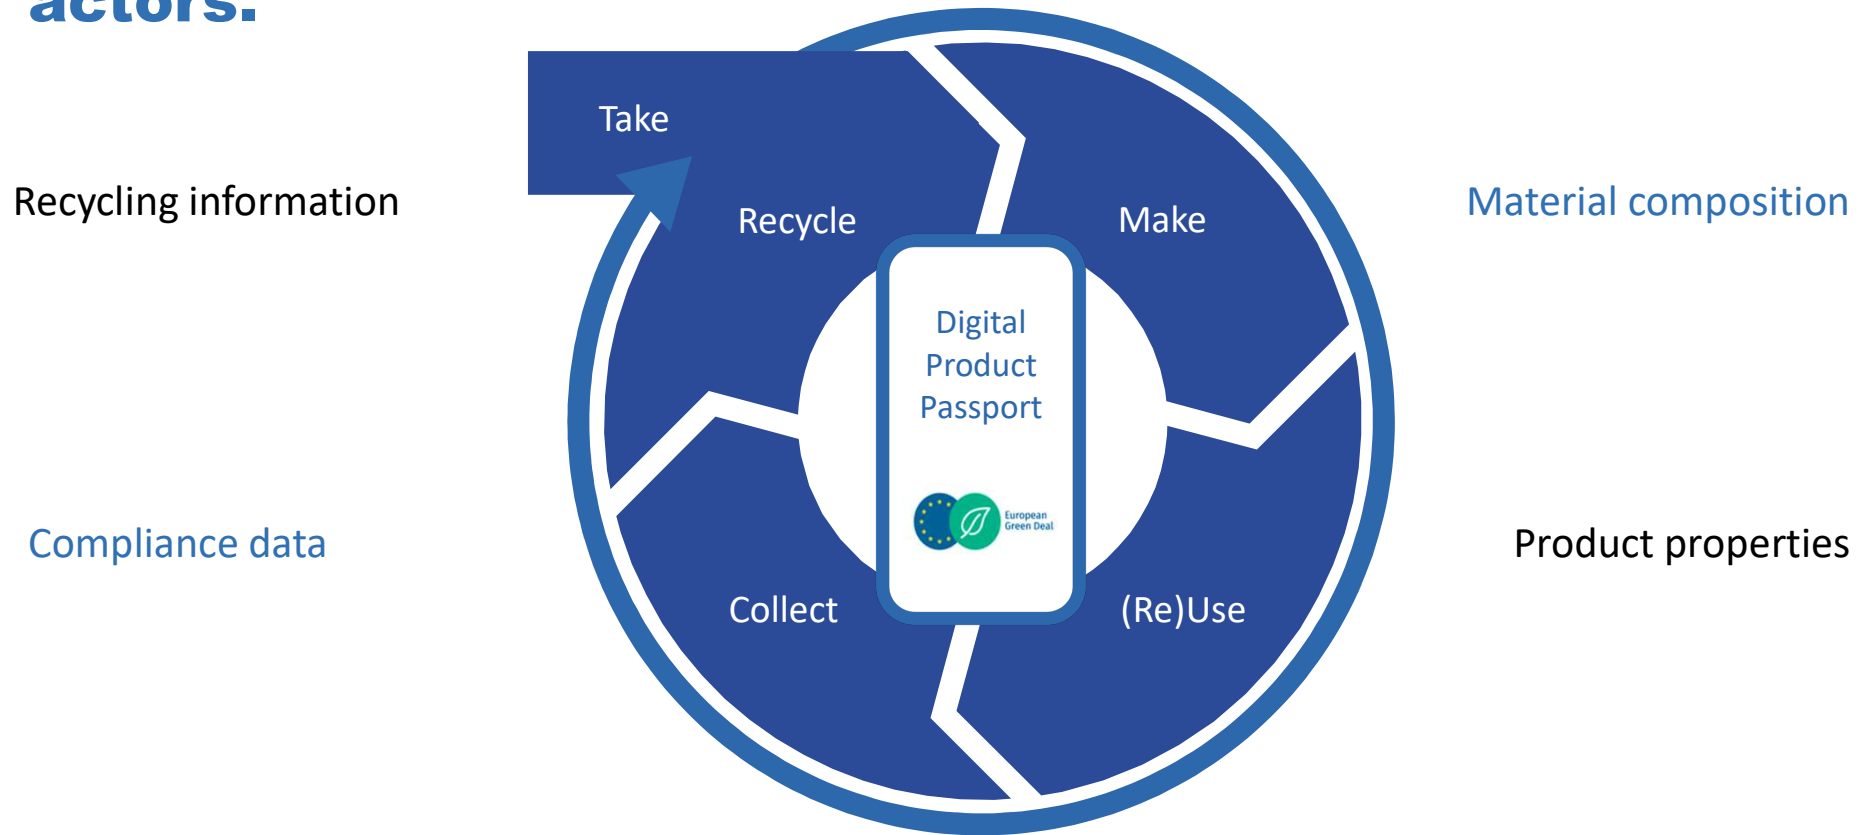 actors.
Take
Recycling information
Recycle
Make
Material composition
Digital
Product
Passport
European
Green Deal
Compliance data
Product properties
Collect
(Re)Use